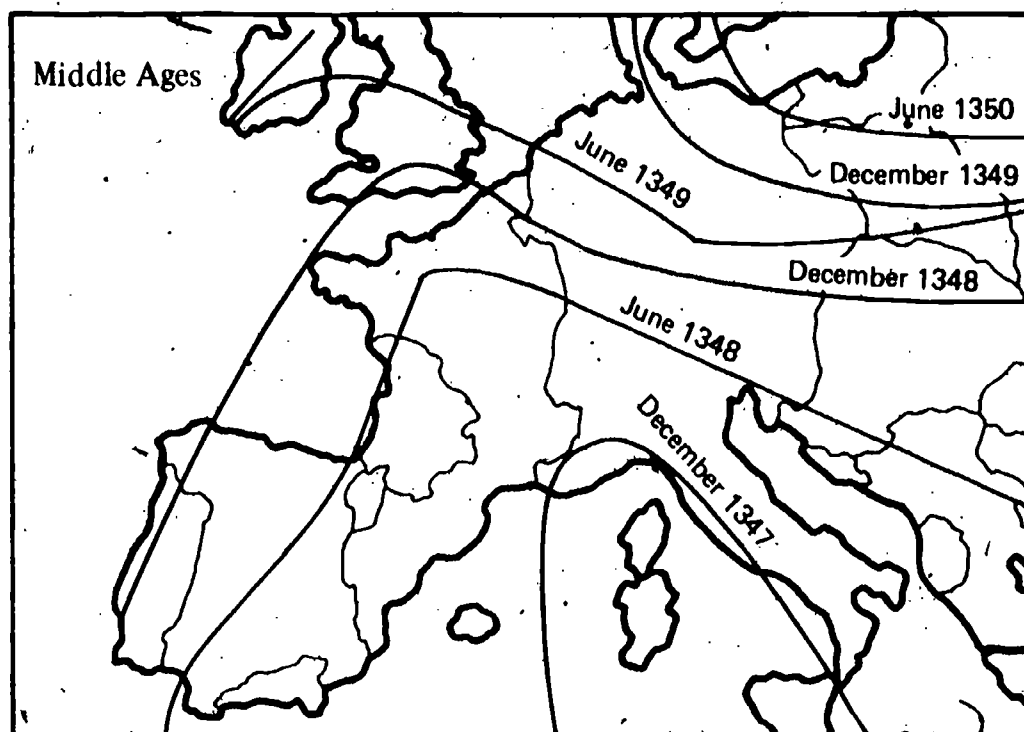 Middle Ages
June 1350
December 1349
June 1349
December 1348
June 1348
December 1347